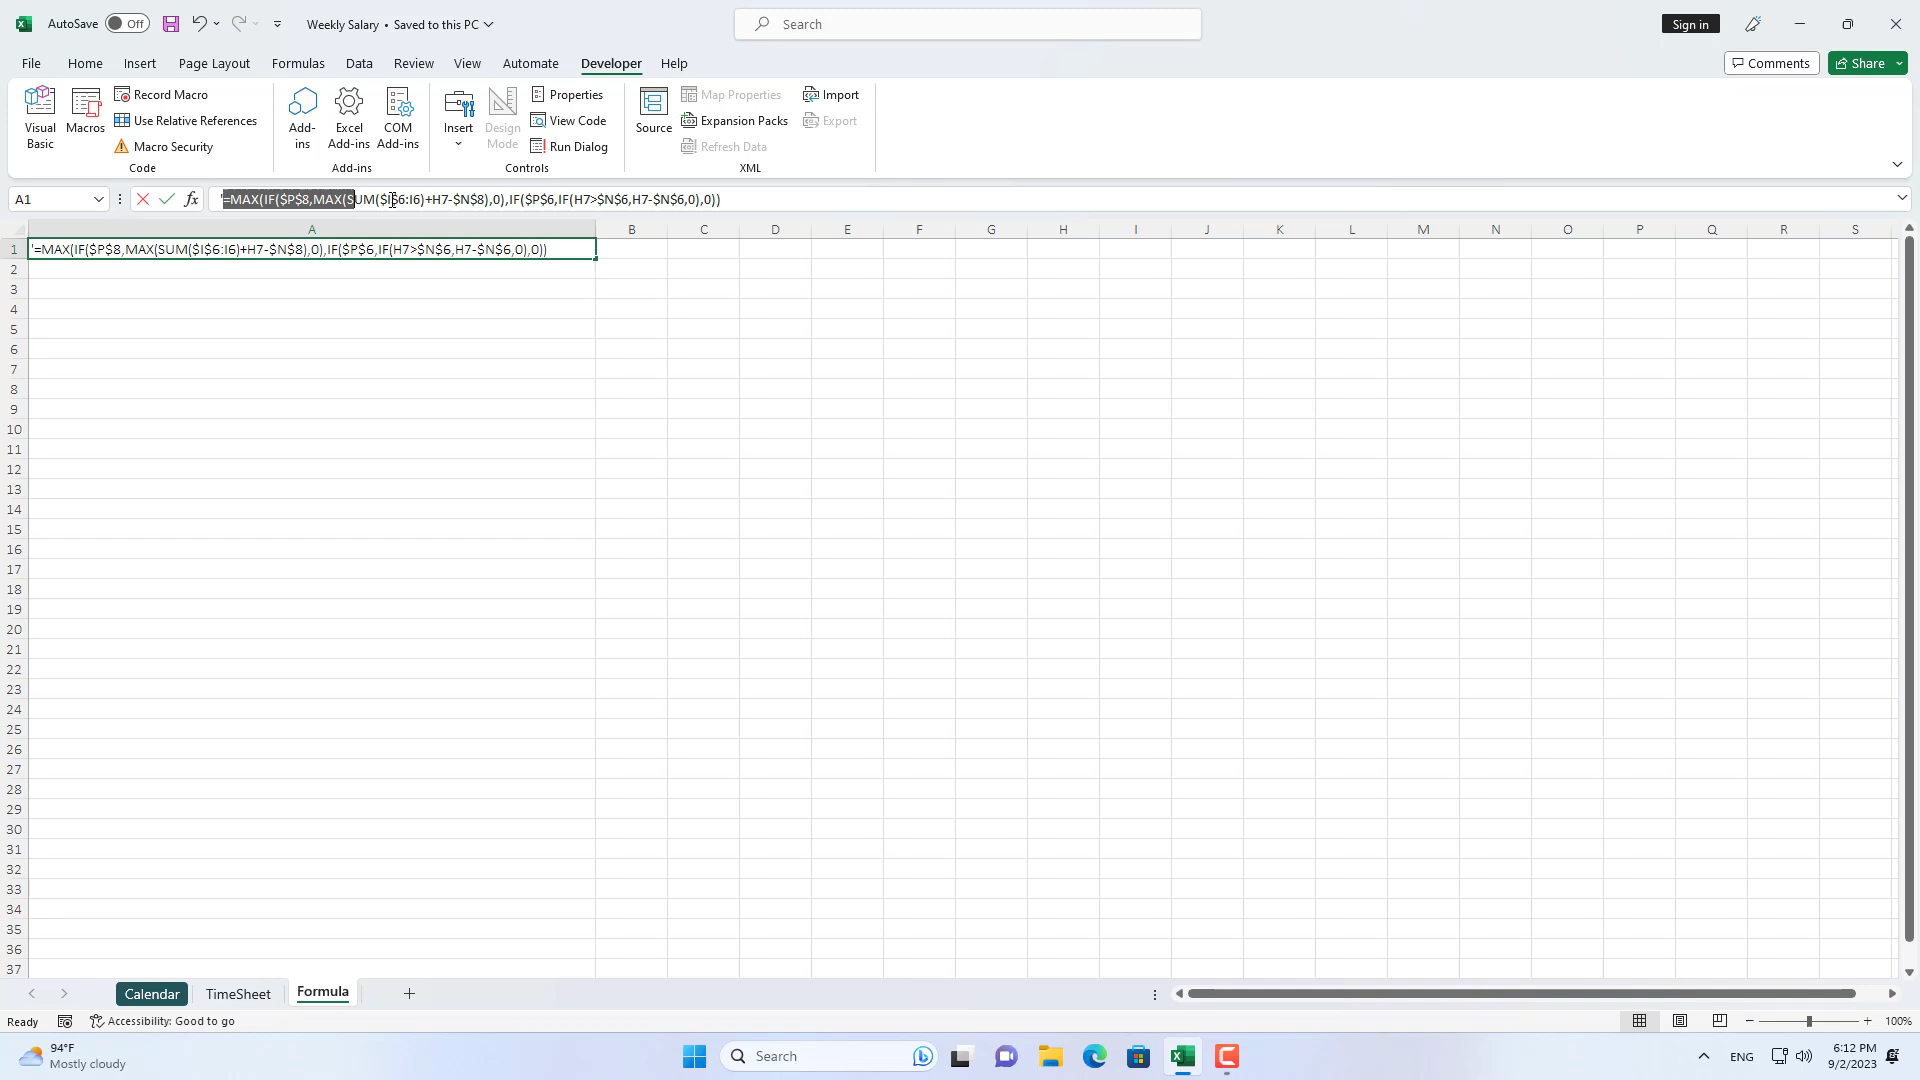 AutoSave Off Weekly Salary • Saved to this PC Search Sign in
File Home Insert Page Layout Formulas Data Review View Automate Developer Help Comments Share
Visual Basic
Macros
Record Macro
Use Relative References
Macro Security
Code
Add-ins
Excel Add-ins
COM Add-ins
Add-ins
Insert
Design Mode
Properties
View Code
Run Dialog
Controls
Source
Map Properties
Expansion Packs
Refresh Data
Import
Export
XML
A1 fx '=MAX(IF($P$8,MAX(SUM($I$6:I6)+H7-$N$8),0),IF($P$6,IF(H7>$N$6,H7-$N$6,0),0))
A B C D E F G H I J K L M N O P Q R S
1 '=MAX(IF($P$8,MAX(SUM($I$6:I6)+H7-$N$8),0),IF($P$6,IF(H7>$N$6,H7-$N$6,0),0))
2
3
4
5
6
7
8
9
10
11
12
13
14
15
16
17
18
19
20
21
22
23
24
25
26
27
28
29
30
31
32
33
34
35
36
37
Calendar TimeSheet Formula
Ready Accessibility: Good to go 100%
94°F
Mostly cloudy
Search
ENG
6:12 PM
9/2/2023